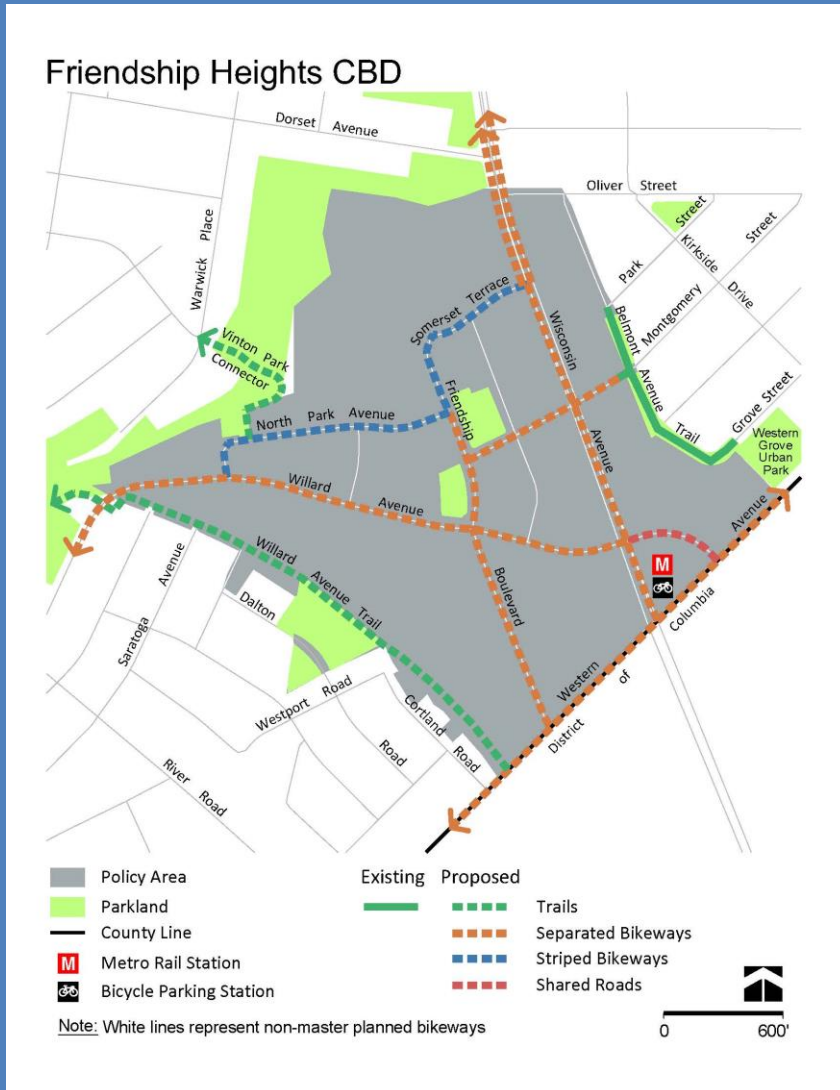 Friendship Heights CBD
Dorset Avenue
Oliver Street
Park Street
Kirkside Drive
Montgomery Street
Warwick Place
Somerset Terrace
Wisconsin Avenue
Belmont Avenue Trail
Vinton Park Connector
Friendship Boulevard
North Park Avenue
Grove Street
Western
Grove
Urban
Park
Willard Avenue
Willard Avenue Trail
M
Western Avenue
District of Columbia
Saratoga Avenue
Dalton Road
Westport Road
Cortland Road
River Road
Policy Area
Parkland
County Line
M Metro Rail Station
Bicycle Parking Station
Existing Proposed
Trails
Separated Bikeways
Striped Bikeways
Shared Roads
Note: White lines represent non-master planned bikeways
0 600'